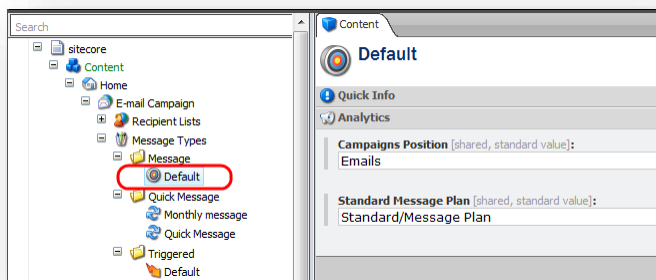 Search
sitecore
Content
Home
E-mail Campaign
Recipient Lists
Message Types
Message
Default
Quick Message
Monthly message
Quick Message
Triggered
Default
Content
Default
Quick Info
Analytics
Campaigns Position [shared, standard value]:
Emails
Standard Message Plan [shared, standard value]:
Standard/Message Plan